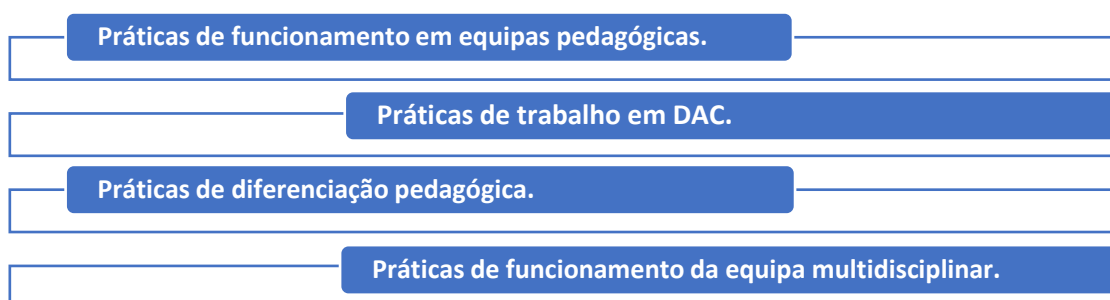 Práticas de funcionamento em equipas pedagógicas.
Práticas de trabalho em DAC.
Práticas de diferenciação pedagógica.
Práticas de funcionamento da equipa multidisciplinar.